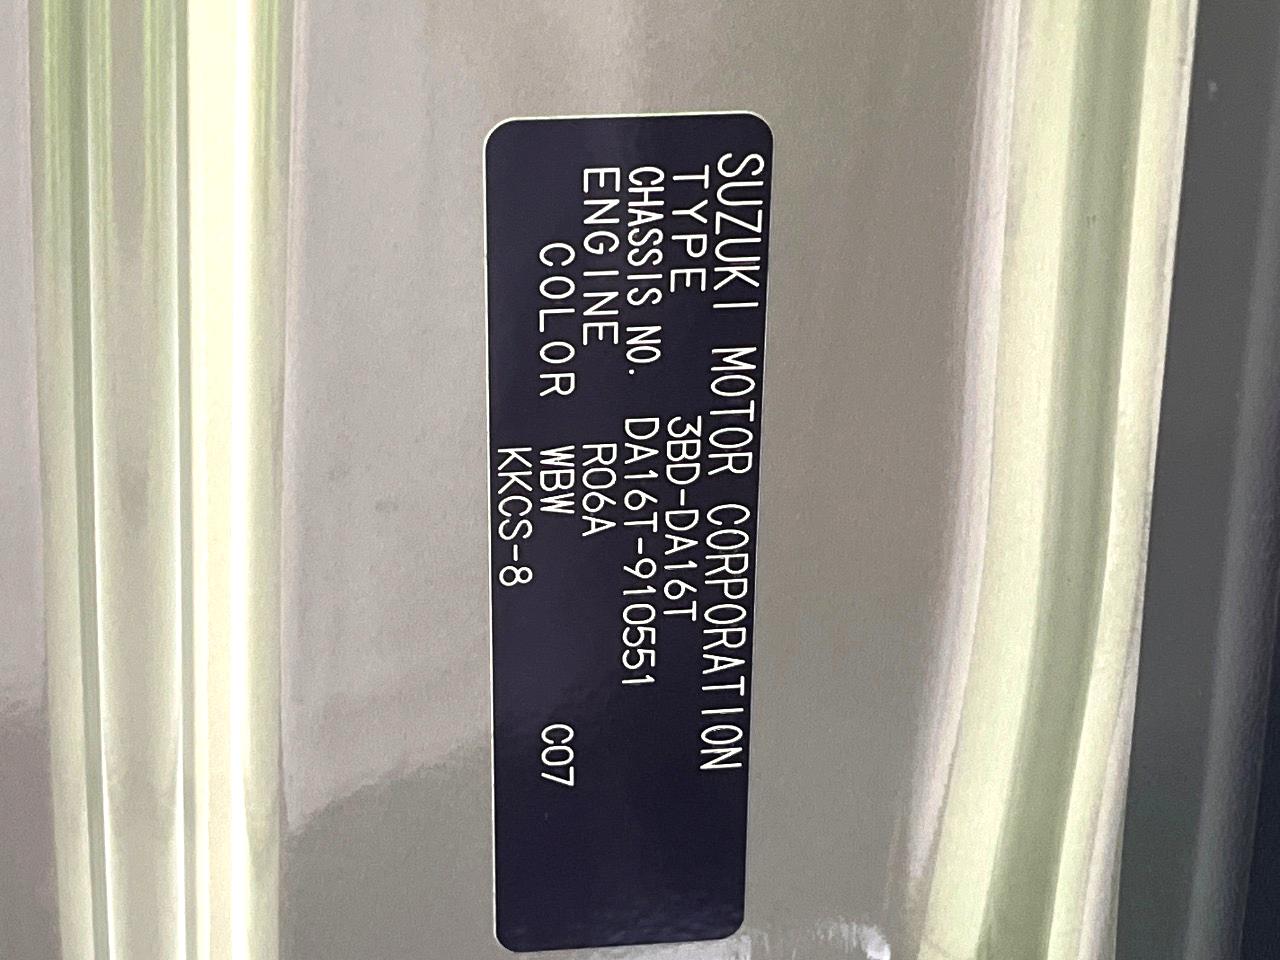 SUZUKI MOTOR CORPORATION
TYPE 3BD-DA16T
CHASSIS NO. DA16T-910551
ENGINE R06A
COLOR WBW C07
KKCS-8